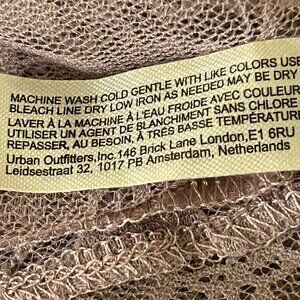 MACHINE WASH COLD GENTLE WITH LIKE COLORS USE
BLEACH LINE DRY LOW IRON AS NEEDED MAY BE DRY
LAVER À LA MACHINE À L'EAU FROIDE AVEC COULEUR
UTILISER UN AGENT DE BLANCHIMENT SANS CHLORE
REPASSER, AU BESOIN, À TRÈS BASSE TEMPÉRATURE
Urban Outfitters,Inc.146 Brick Lane London,E1 6RU
Leidsestraat 32, 1017 PB Amsterdam, Netherlands